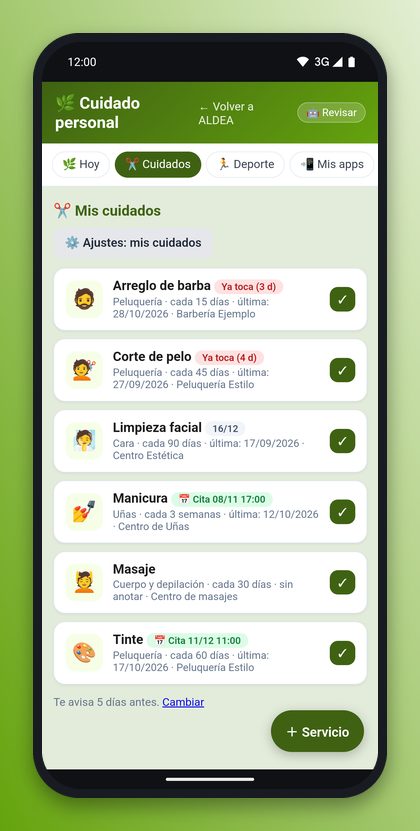 12:00
3G
🌿 Cuidado
personal
← Volver a
ALDEA
🤖 Revisar
🌿 Hoy
✂️ Cuidados
🏃 Deporte
📲 Mis apps
✂️ Mis cuidados
⚙️ Ajustes: mis cuidados
Arreglo de barba Ya toca (3 d)
Peluquería · cada 15 días · última:
28/10/2026 · Barbería Ejemplo
✓
Corte de pelo Ya toca (4 d)
Peluquería · cada 45 días · última:
27/09/2026 · Peluquería Estilo
✓
Limpieza facial 16/12
Cara · cada 90 días · última: 17/09/2026 ·
Centro Estética
✓
Manicura 📅 Cita 08/11 17:00
Uñas · cada 3 semanas · última: 12/10/2026
· Centro de Uñas
✓
Masaje
Cuerpo y depilación · cada 30 días · sin
anotar · Centro de masajes
✓
Tinte 📅 Cita 11/12 11:00
Peluquería · cada 60 días · última:
17/10/2026 · Peluquería Estilo
✓
Te avisa 5 días antes. Cambiar
+ Servicio